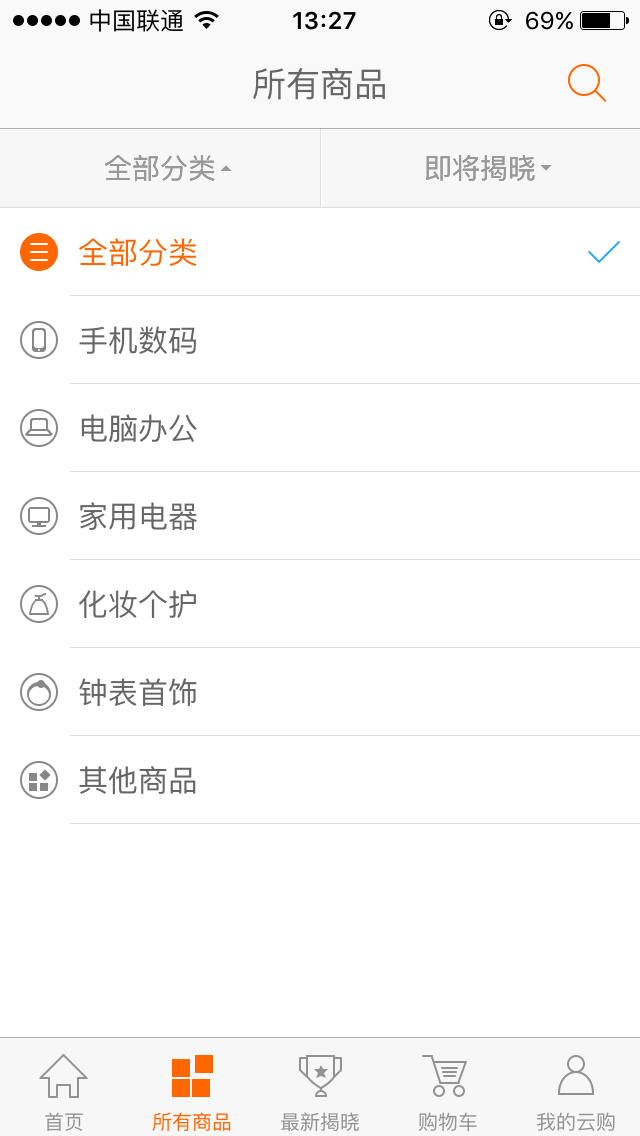 中国联通 13:27 69%
所有商品
全部分类 即将揭晓
全部分类
手机数码
电脑办公
家用电器
化妆个护
钟表首饰
其他商品
首页 所有商品 最新揭晓 购物车 我的云购